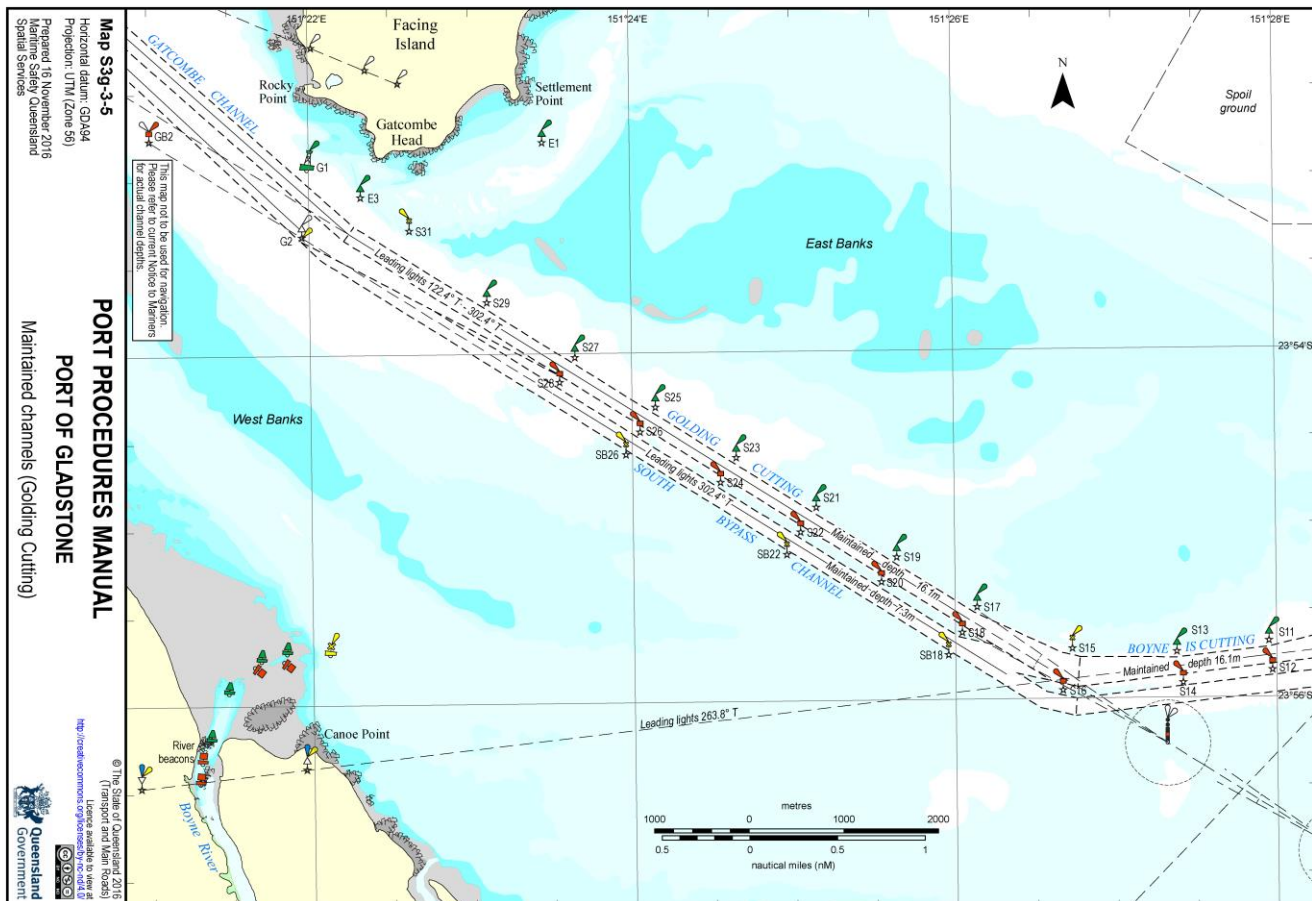 Map S3g-3-5
Horizontal datum: GDA94
Projection: UTM (Zone 56)
Prepared 16 November 2016
Maritime Safety Queensland
Spatial Services
PORT PROCEDURES MANUAL
PORT OF GLADSTONE
Maintained channels (Golding Cutting)
© The State of Queensland 2016
(Transport and Main Roads)
Licence available to view at
http://creativecommons.org/licenses/by-nc-nd/4.0/
Queensland
Government
This map not to be used for navigation.
Please refer to current Notice to Mariners
for actual channel depths.
151°22'
151°24'
151°26'
151°28'
Facing
Island
GATCOMBE
CHANNEL
Rocky
Point
Settlement
Point
N
Spoil
ground
Gatcombe
Head
GB2
G1
E1
E3
S31
G2
East Banks
Leading lights 122.4° T - 302.4° T
S29
S27
23°54'S
S28
S25
West Banks
GOLDING
S26
S23
SB26
SOUTH
Leading lights 302.4° T
CUTTING
S24
S21
BYPASS
S22
Maintained depth 16.1m
S19
SB22
CHANNEL
S20
Maintained depth 7.3m
S17
S18
S15
S13
S11
SB18
BOYNE IS CUTTING
Maintained depth 16.1m
S12
S16
S14
23°56'S
Leading lights 263.8° T
Canoe Point
River
beacons
Boyne River
metres
1000 0 1000 2000
0.5 0 0.5 1
nautical miles (nM)